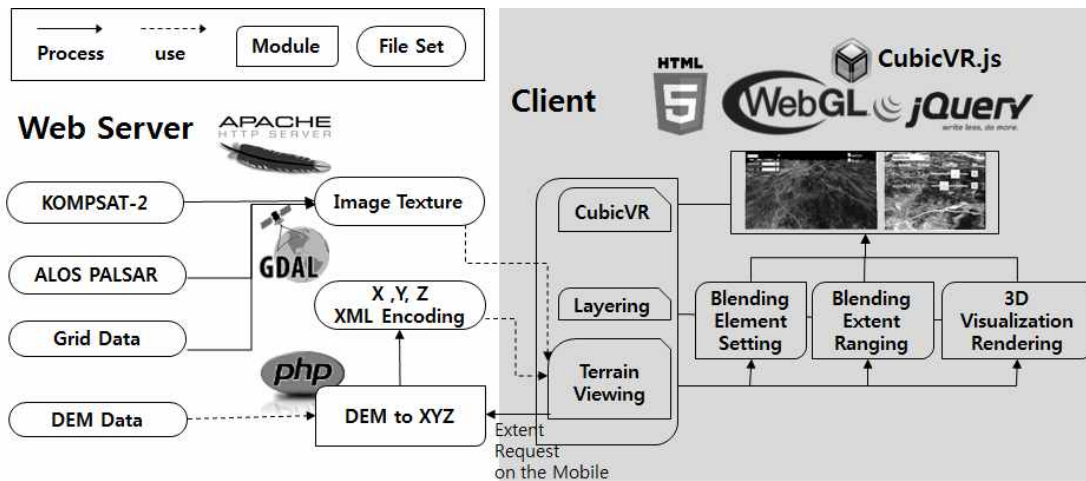 Process
use
Module
File Set
Web Server
APACHE
HTTP SERVER
KOMPSAT-2
ALOS PALSAR
Grid Data
DEM Data
Image Texture
GDAL
X ,Y, Z
XML Encoding
php
DEM to XYZ
Client
HTML
5
WebGL
CubicVR.js
jQuery
write less, do more.
CubicVR
Layering
Terrain
Viewing
Blending
Element
Setting
Blending
Extent
Ranging
3D
Visualization
Rendering
Extent
Request
on the Mobile